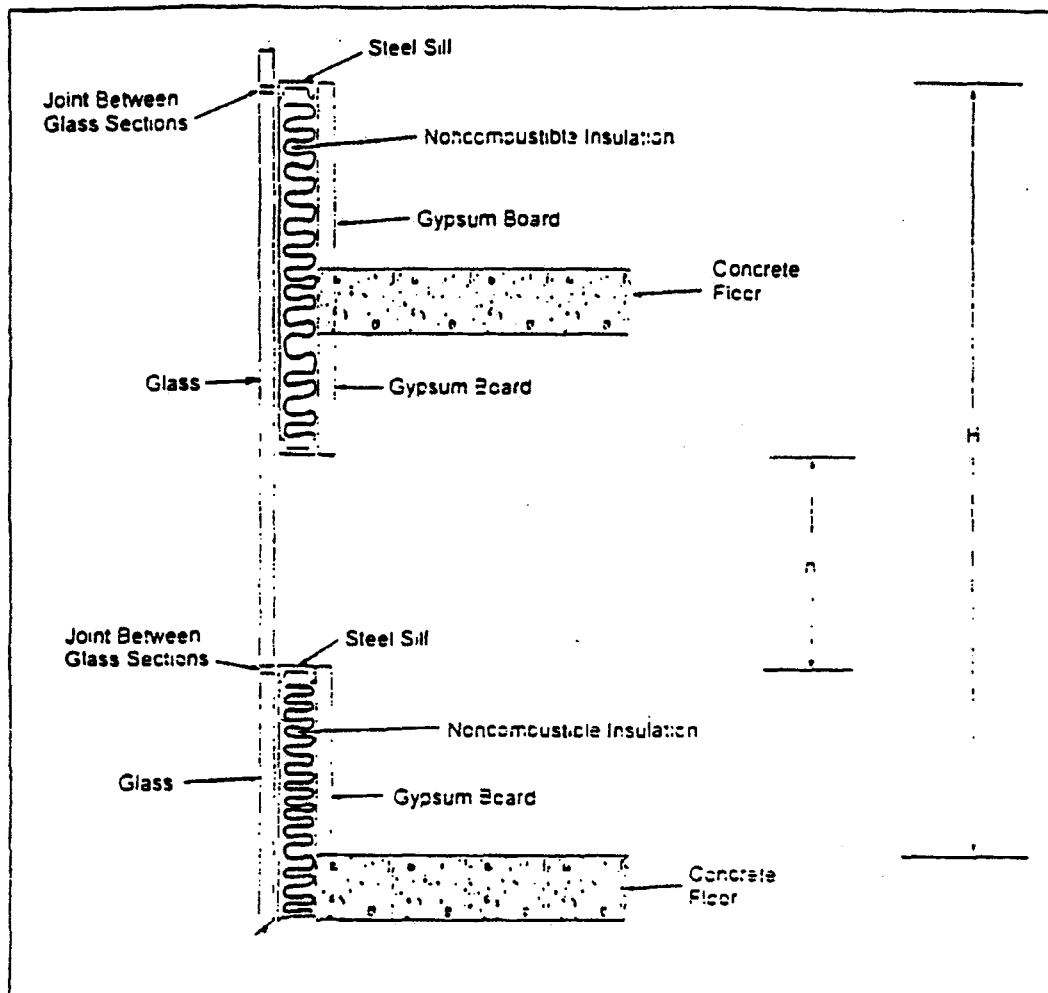 Steel Sill
Joint Between
Glass Sections
Noncombustible Insulation
Gypsum Board
Concrete
Floor
Glass
Gypsum Board
H
h
Joint Between
Glass Sections
Steel Sill
Noncombustible Insulation
Glass
Gypsum Board
Concrete
Floor